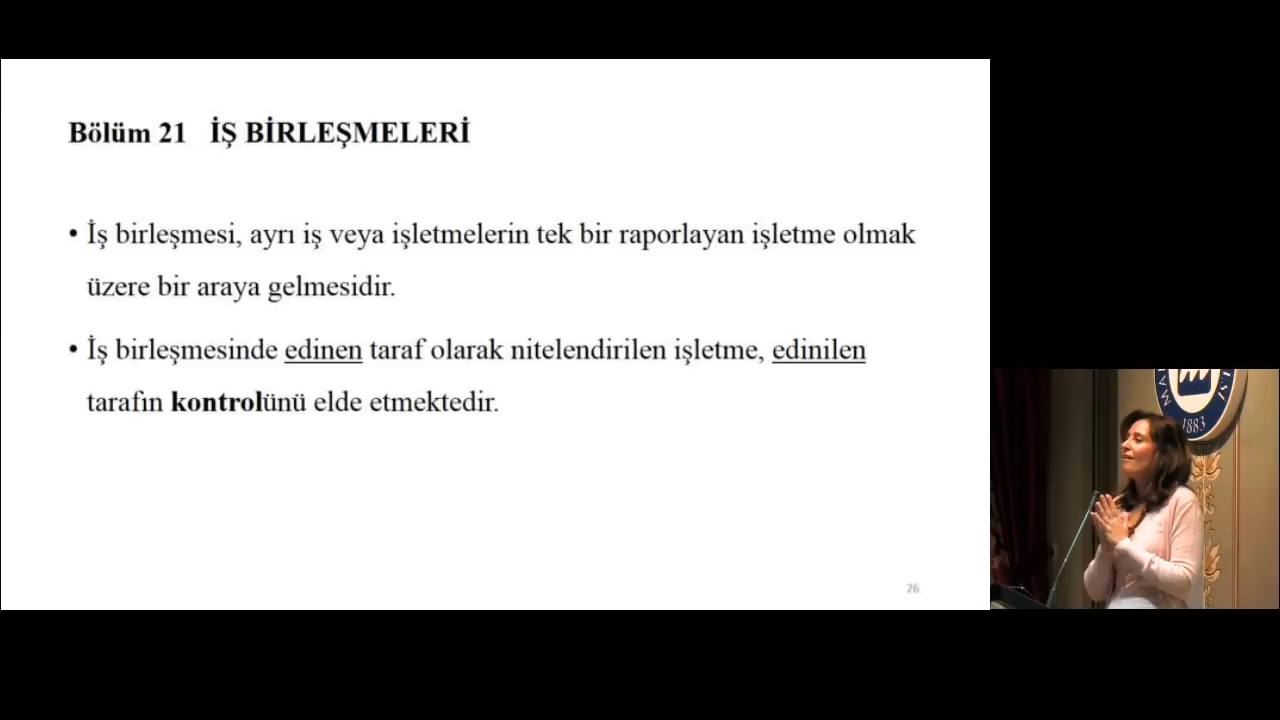 Bölüm 21 İŞ BİRLEŞMELERİ
• İş birleşmesi, ayrı iş veya işletmelerin tek bir raporlayan işletme olmak
üzere bir araya gelmesidir.
• İş birleşmesinde edinen taraf olarak nitelendirilen işletme, edinilen
tarafın kontrolünü elde etmektedir.
26
1883